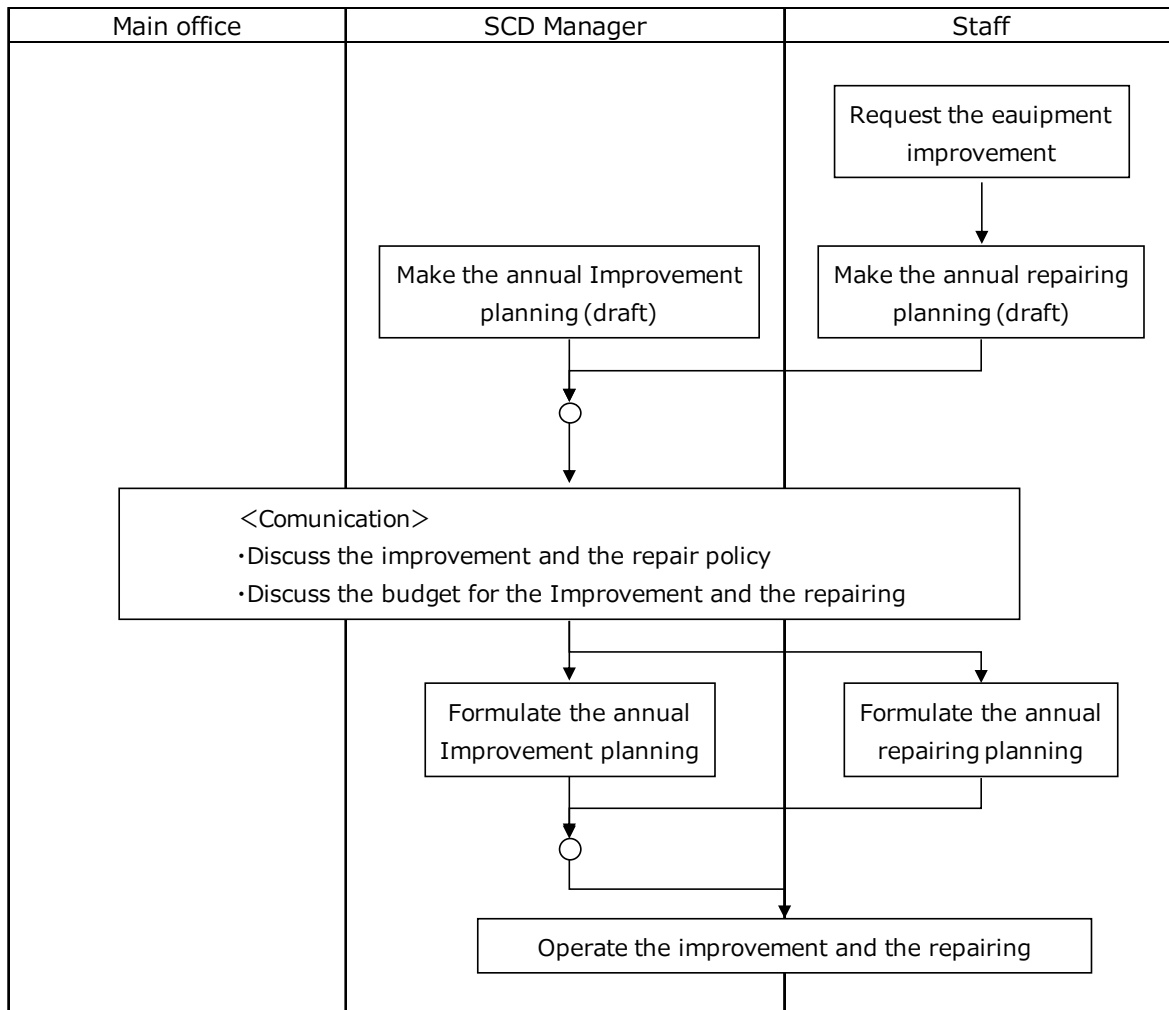 Main office
SCD Manager
Staff
Request the eauipment
improvement
Make the annual Improvement
planning (draft)
Make the annual repairing
planning (draft)
＜Comunication＞
・Discuss the improvement and the repair policy
・Discuss the budget for the Improvement and the repairing
Formulate the annual
Improvement planning
Formulate the annual
repairing planning
Operate the improvement and the repairing